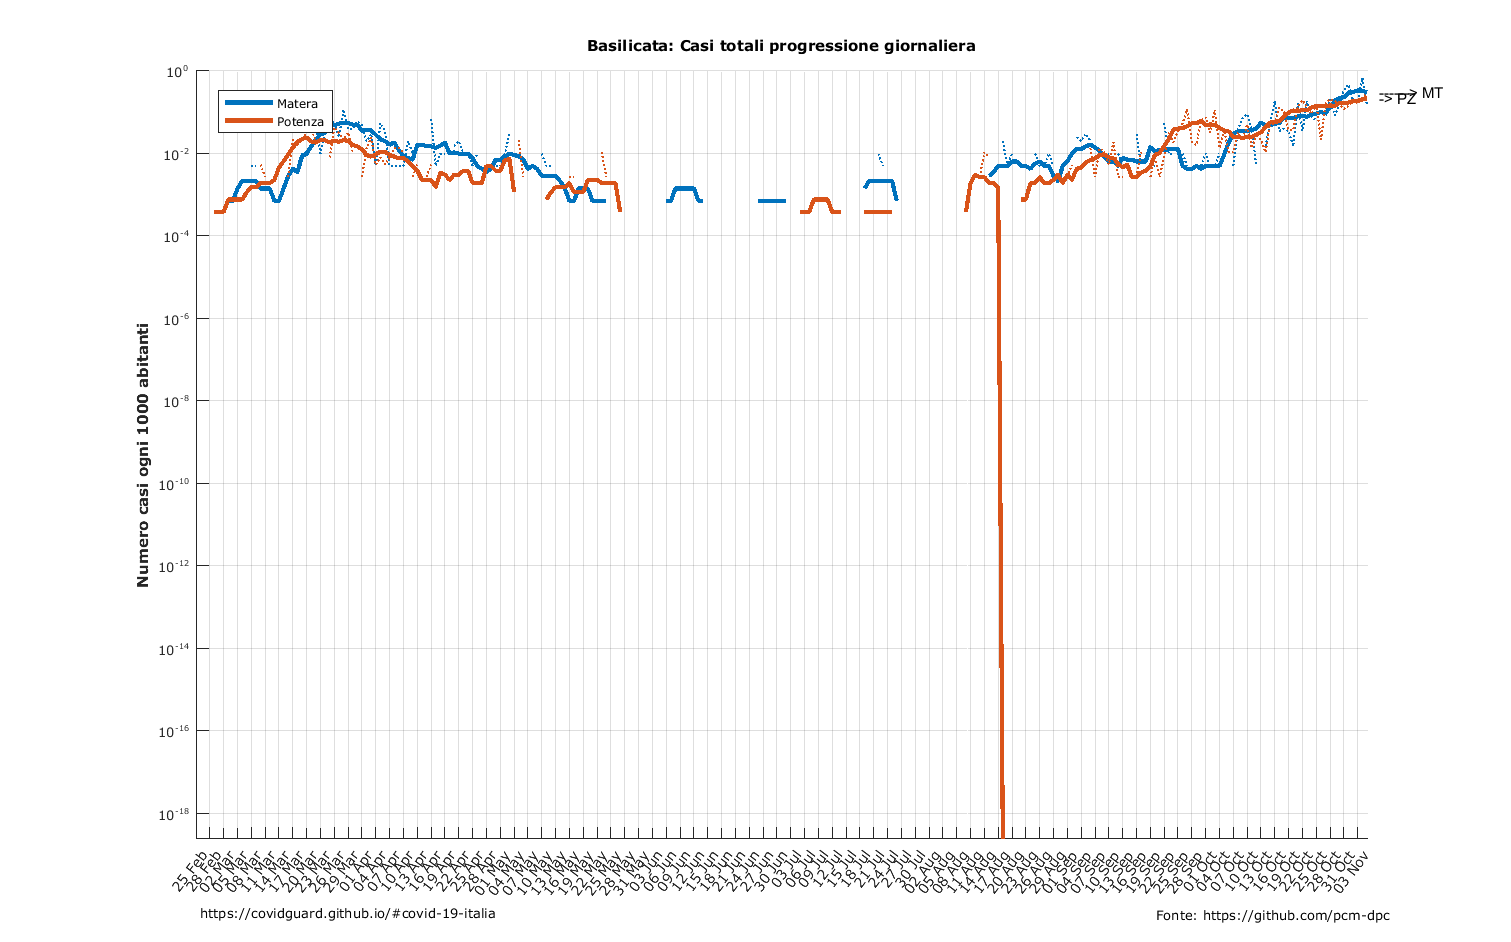 Basilicata: Casi totali progressione giornaliera
10⁰
10⁻²
10⁻⁴
10⁻⁶
10⁻⁸
10⁻¹⁰
10⁻¹²
10⁻¹⁴
10⁻¹⁶
10⁻¹⁸
Numero casi ogni 1000 abitanti
Matera
Potenza
-----> MT
-> PZ
25 Feb
28 Feb
02 Mar
05 Mar
08 Mar
11 Mar
14 Mar
17 Mar
20 Mar
23 Mar
26 Mar
29 Mar
01 Apr
04 Apr
07 Apr
10 Apr
13 Apr
16 Apr
19 Apr
22 Apr
25 Apr
28 Apr
01 May
04 May
07 May
10 May
13 May
16 May
19 May
22 May
25 May
28 May
31 May
03 Jun
06 Jun
09 Jun
12 Jun
15 Jun
18 Jun
21 Jun
24 Jun
27 Jun
30 Jun
03 Jul
06 Jul
09 Jul
12 Jul
15 Jul
18 Jul
21 Jul
24 Jul
27 Jul
30 Jul
02 Aug
05 Aug
08 Aug
11 Aug
14 Aug
17 Aug
20 Aug
23 Aug
26 Aug
29 Aug
01 Sep
04 Sep
07 Sep
10 Sep
13 Sep
16 Sep
19 Sep
22 Sep
25 Sep
28 Sep
01 Oct
04 Oct
07 Oct
10 Oct
13 Oct
16 Oct
19 Oct
22 Oct
25 Oct
28 Oct
31 Oct
03 Nov
https://covidguard.github.io/#covid-19-italia
Fonte: https://github.com/pcm-dpc